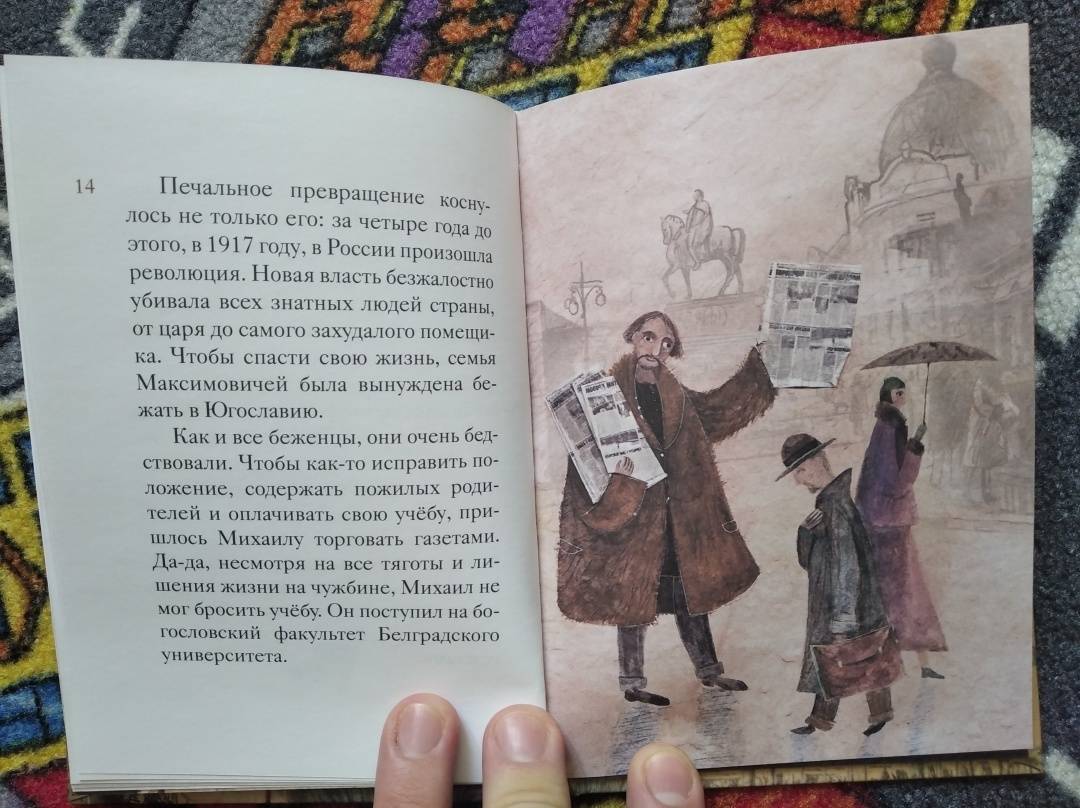 14
Печальное превращение косну-
лось не только его: за четыре года до
этого, в 1917 году, в России произошла
революция. Новая власть безжалостно
убивала всех знатных людей страны,
от царя до самого захудалого помещи-
ка. Чтобы спасти свою жизнь, семья
Максимовичей была вынуждена бе-
жать в Югославию.
Как и все беженцы, они очень бед-
ствовали. Чтобы как-то исправить по-
ложение, содержать пожилых роди-
телей и оплачивать свою учёбу, при-
шлось Михаилу торговать газетами.
Да-да, несмотря на все тяготы и ли-
шения жизни на чужбине, Михаил не
мог бросить учёбу. Он поступил на бо-
гословский факультет Белградского
университета.